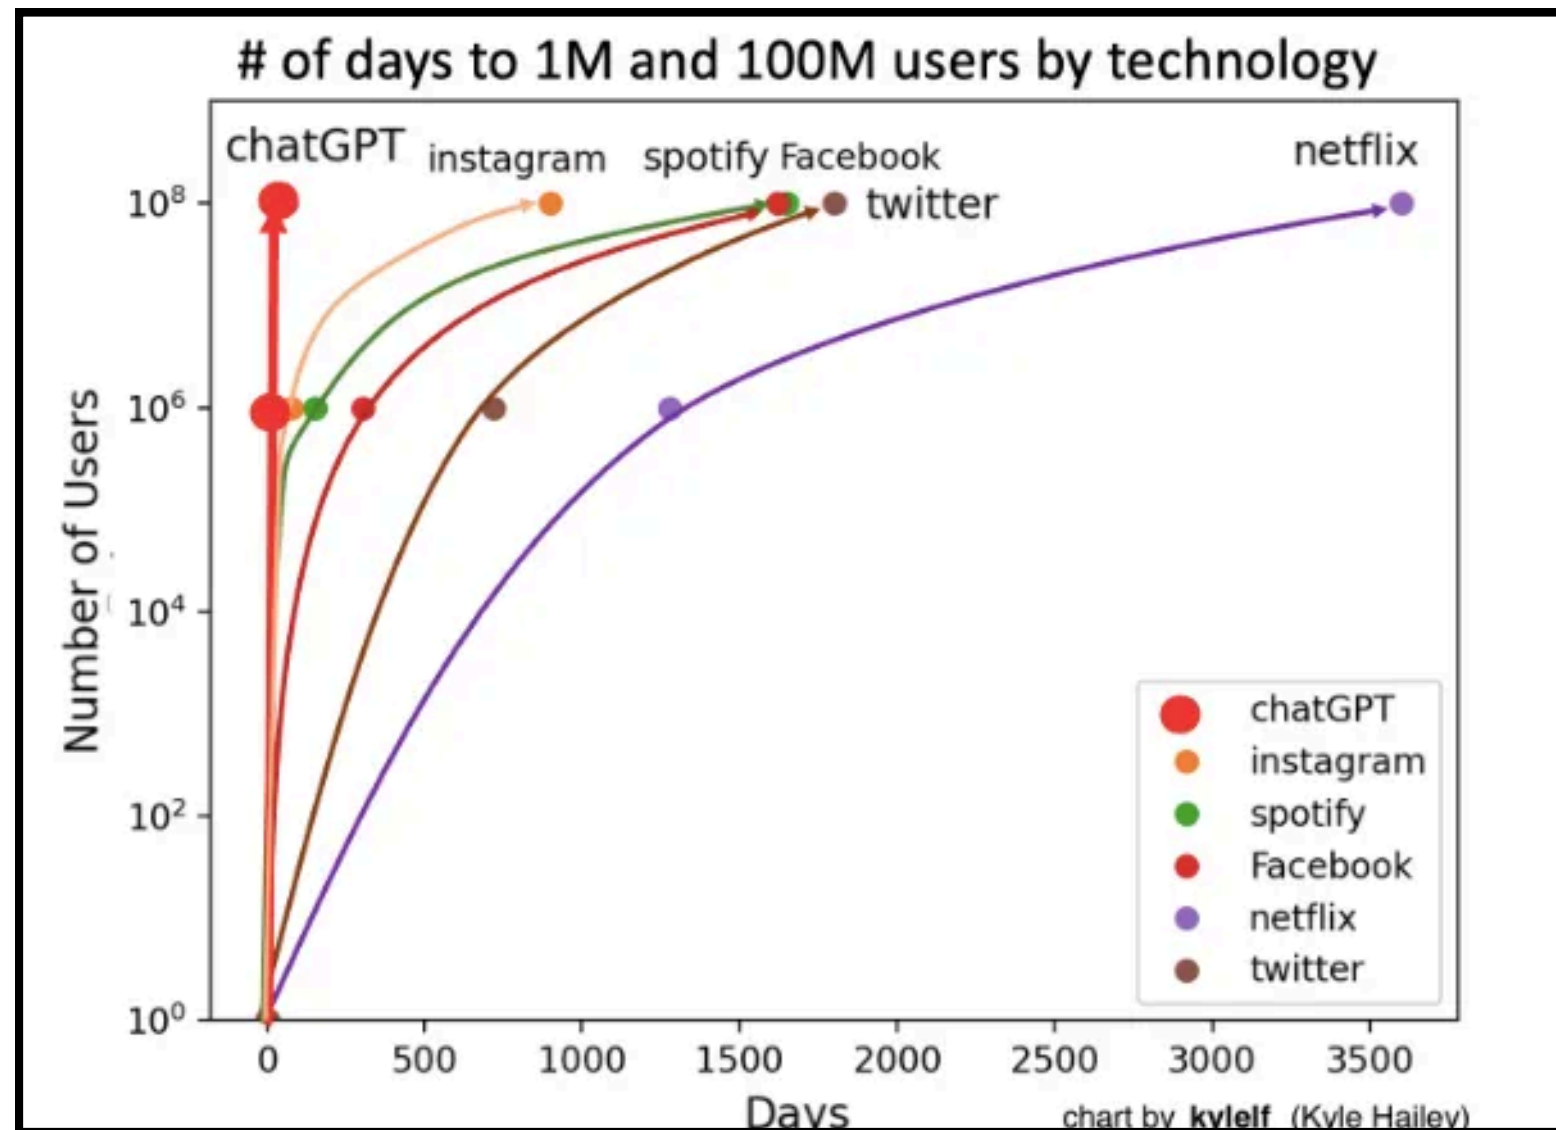 # of days to 1M and 100M users by technology
chatGPT
instagram
spotify Facebook
netflix
twitter
10⁸
10⁶
10⁴
10²
10⁰
Number of Users
0 500 1000 1500 2000 2500 3000 3500
Days
chatGPT
instagram
spotify
Facebook
netflix
twitter
chart by kylelf (Kyle Hailey)